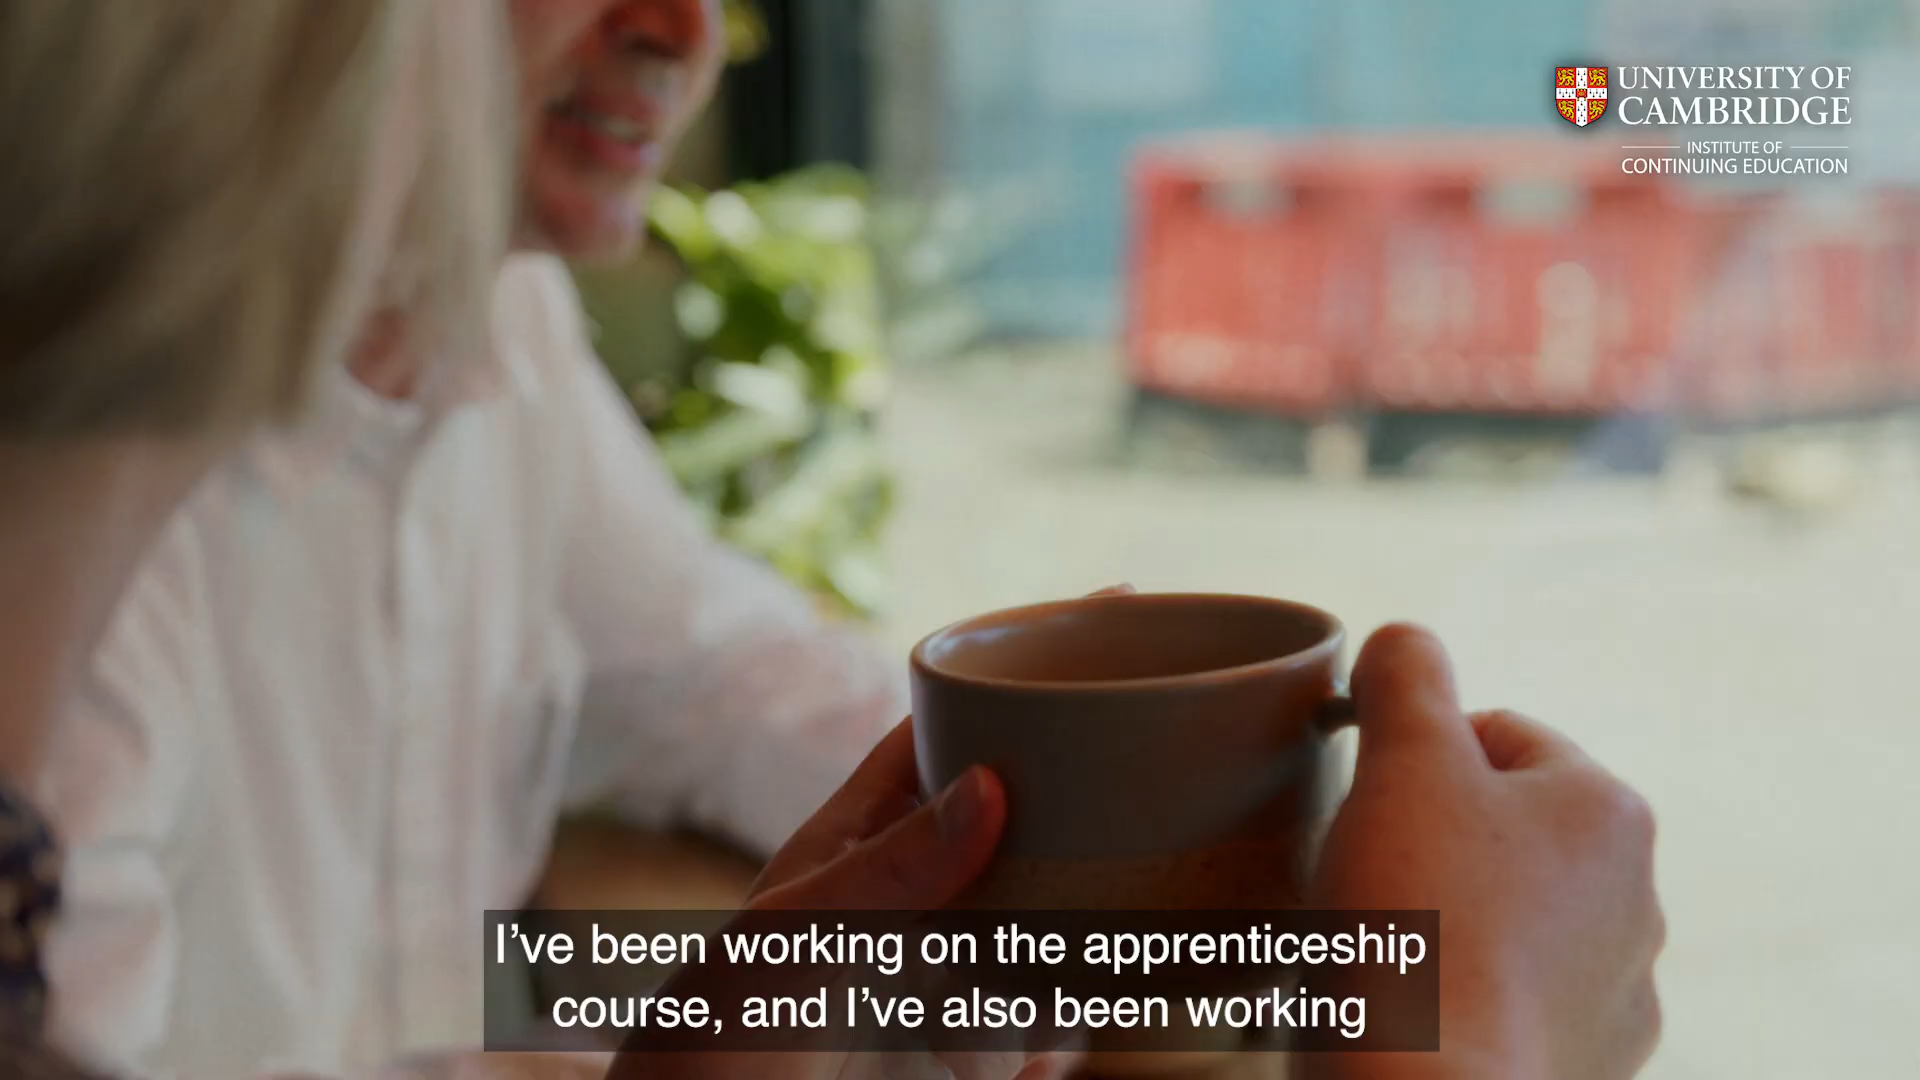 UNIVERSITY OF
CAMBRIDGE
INSTITUTE OF
CONTINUING EDUCATION
I've been working on the apprenticeship
course, and I've also been working